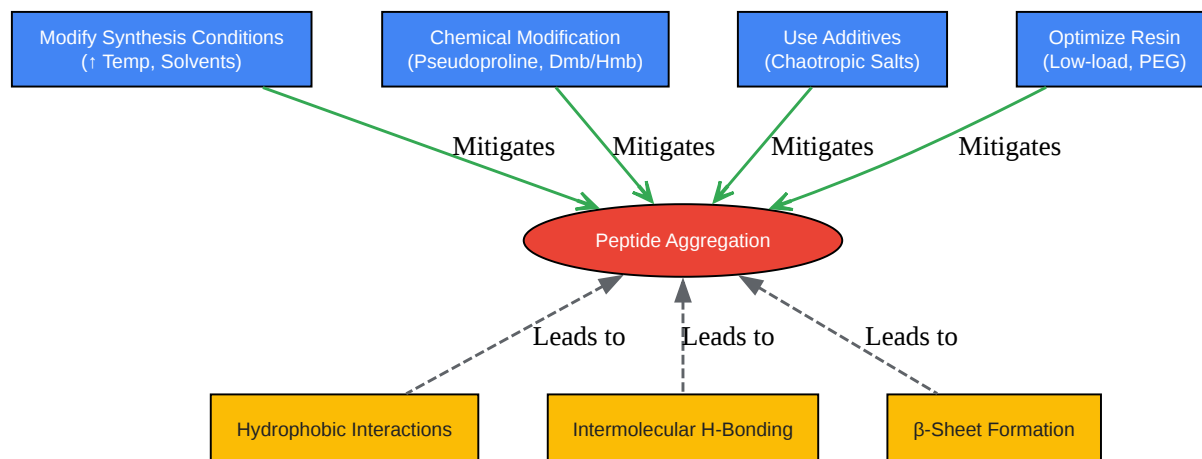 Modify Synthesis Conditions
(↑ Temp, Solvents)
Chemical Modification
(Pseudoproline, Dmb/Hmb)
Use Additives
(Chaotropic Salts)
Optimize Resin
(Low-load, PEG)
Mitigates
Mitigates
Mitigates
Mitigates
Peptide Aggregation
Leads to
Leads to
Leads to
Hydrophobic Interactions
Intermolecular H-Bonding
β-Sheet Formation